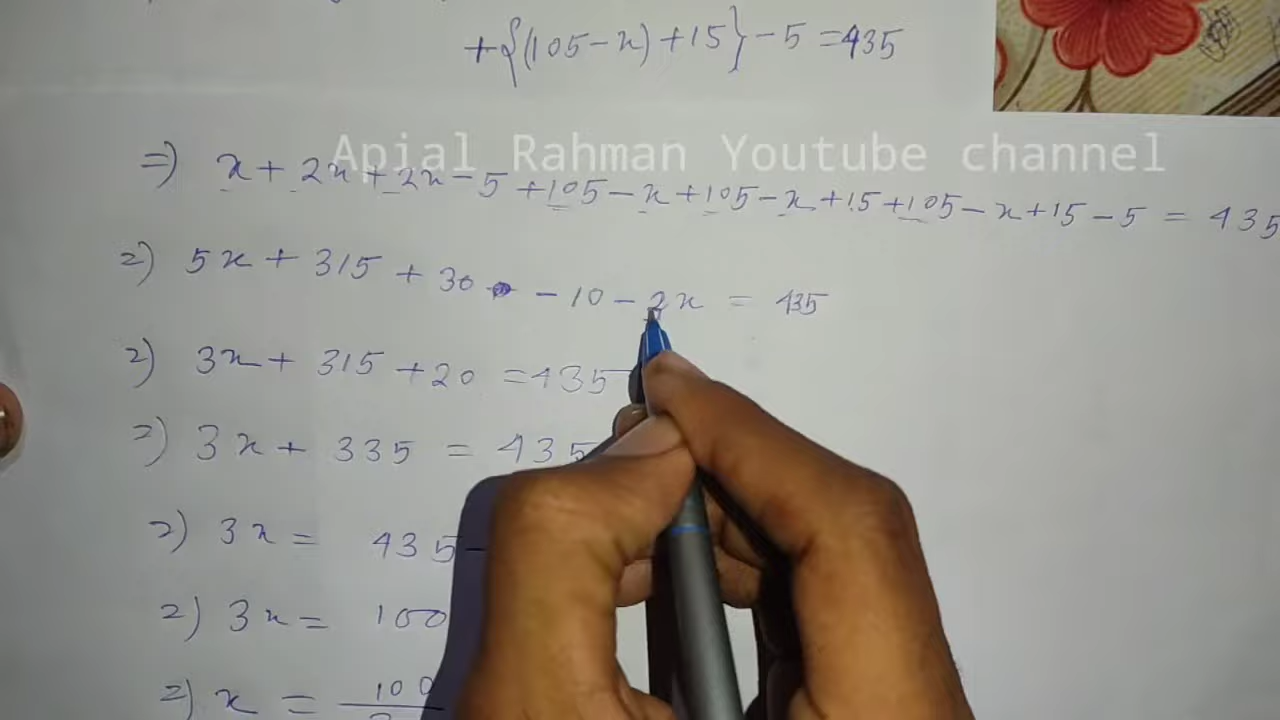 +{(105-x)+15}-5=435
Apial Rahman Youtube channel
=) x+2x+2x-5+105-x+105-x+15+105-x+15-5=435
=) 5x+315+30-10-2x=435
=) 3x+315+20=435
=) 3x+335=435
=) 3x= 435-
=) 3x= 100
=) x= 100